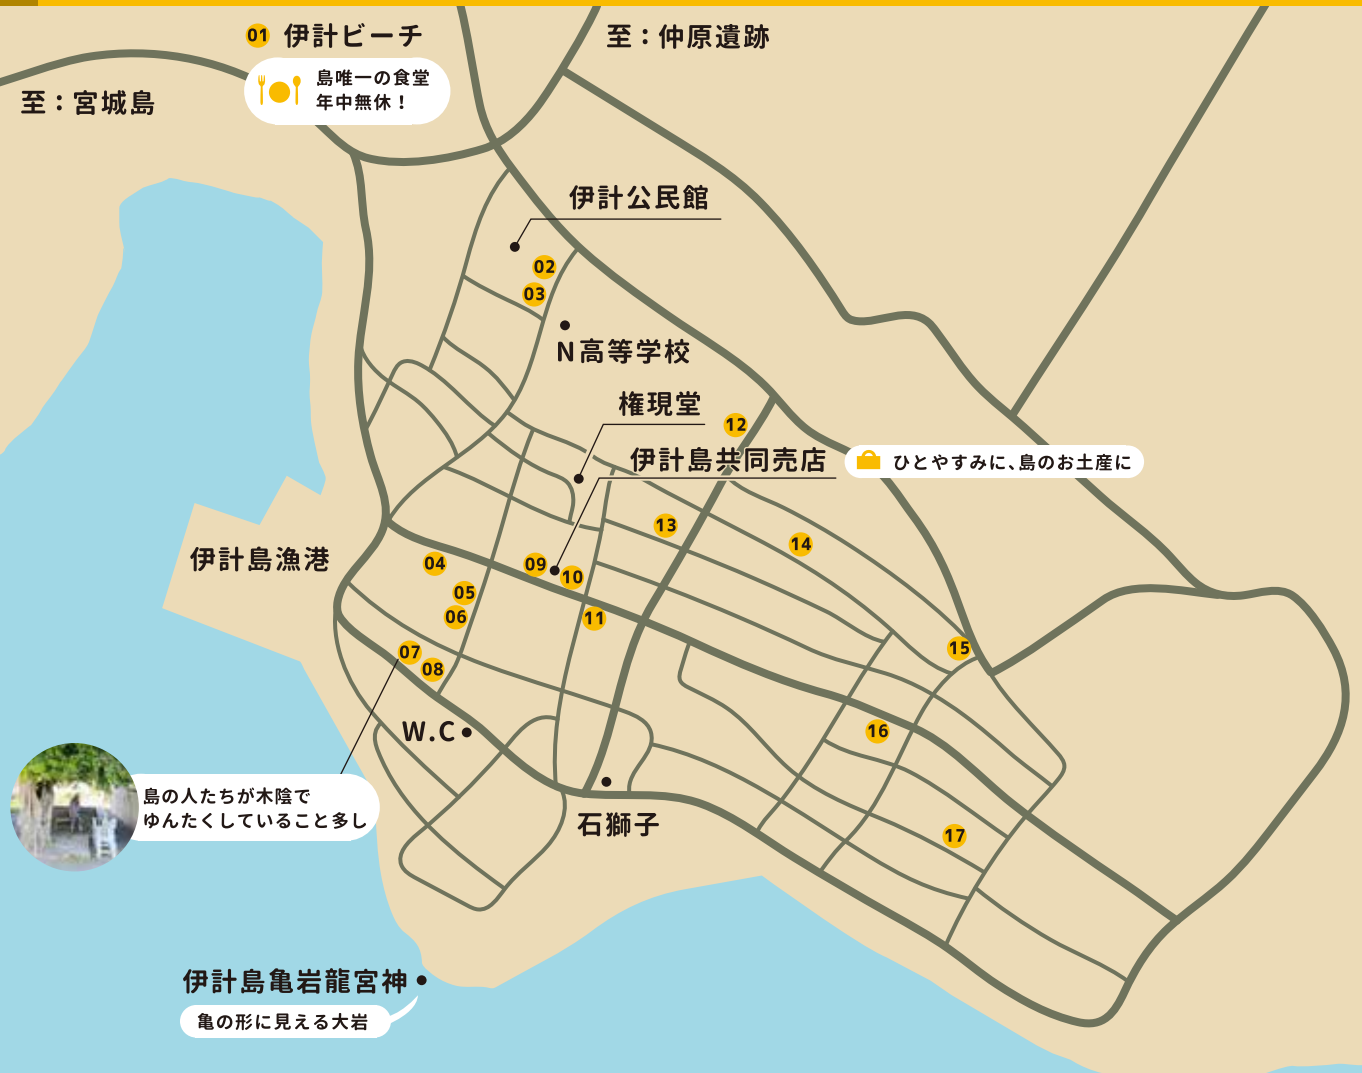 01 伊計ビーチ
島唯一の食堂
年中無休！
至：仲原遺跡
至：宮城島
伊計公民館
02
03
N高等学校
権現堂
12
伊計島共同売店
ひとやすみに、島のお土産に
13
14
伊計島漁港
04
09
10
05
06
11
07
08
15
W.C
16
島の人たちが木陰で
ゆんたくしていること多し
石獅子
17
伊計島亀岩龍宮神
亀の形に見える大岩